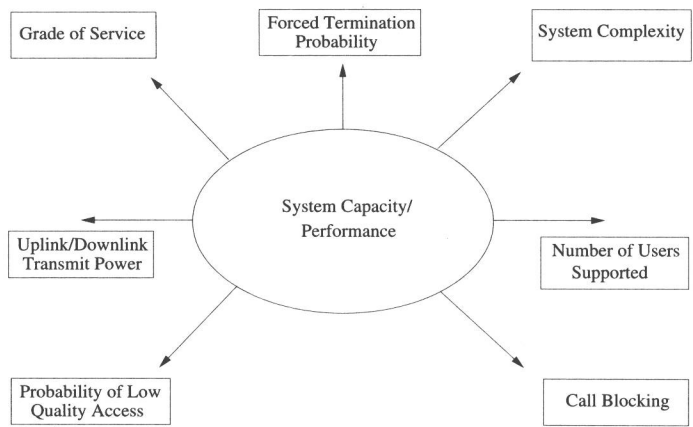 Grade of Service
Forced Termination
Probability
System Complexity
System Capacity/
Performance
Uplink/Downlink
Transmit Power
Number of Users
Supported
Probability of Low
Quality Access
Call Blocking